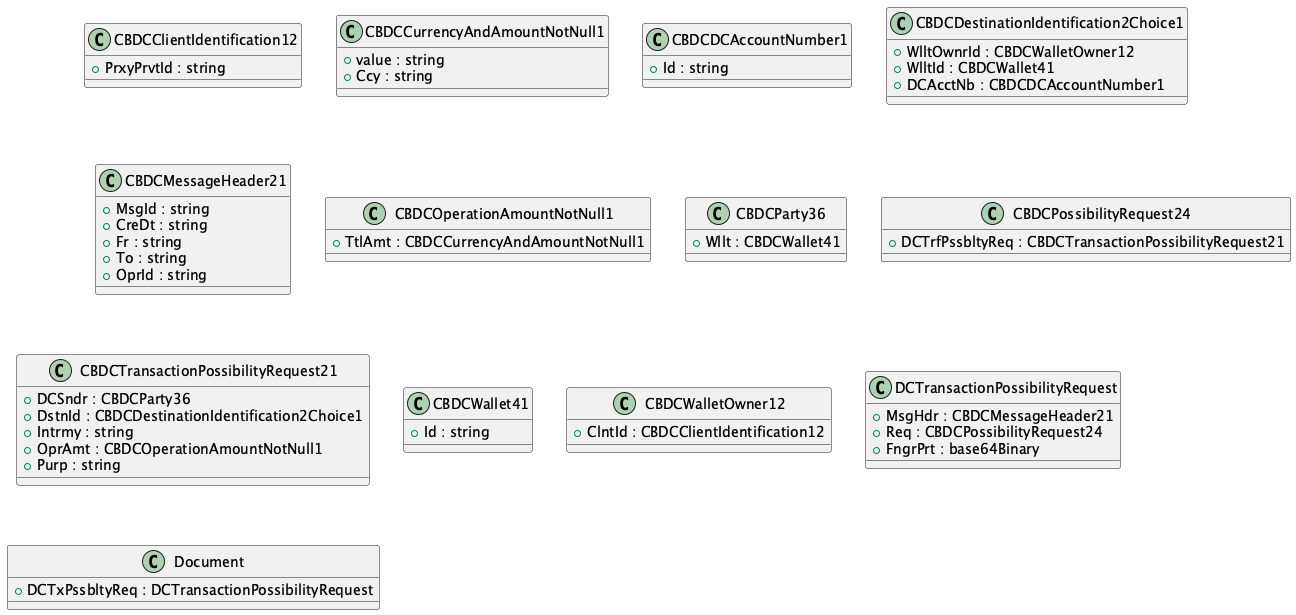 C CBDCClientIdentification12
PrxyPrvtId : string
C CBDCCurrencyAndAmountNotNull1
value : string
Ccy : string
C CBDCDCAccountNumber1
Id : string
C CBDCDestinationIdentification2Choice1
WlltOwnrId : CBDCWalletOwner12
WlltId : CBDCWallet41
DCAcctNb : CBDCDCAccountNumber1
C CBDCMessageHeader21
MsgId : string
CreDt : string
Fr : string
To : string
OprId : string
C CBDCOperationAmountNotNull1
TtlAmt : CBDCCurrencyAndAmountNotNull1
C CBDCParty36
Wllt : CBDCWallet41
C CBDCPossibilityRequest24
DCTrfPssbltyReq : CBDCTransactionPossibilityRequest21
C CBDCTransactionPossibilityRequest21
DCSndr : CBDCParty36
DstnId : CBDCDestinationIdentification2Choice1
Intrmy : string
OprAmt : CBDCOperationAmountNotNull1
Purp : string
C CBDCWallet41
Id : string
C CBDCWalletOwner12
ClntId : CBDCClientIdentification12
C DCTransactionPossibilityRequest
MsgHdr : CBDCMessageHeader21
Req : CBDCPossibilityRequest24
FngrPrt : base64Binary
C Document
DCTxPssbltyReq : DCTransactionPossibilityRequest